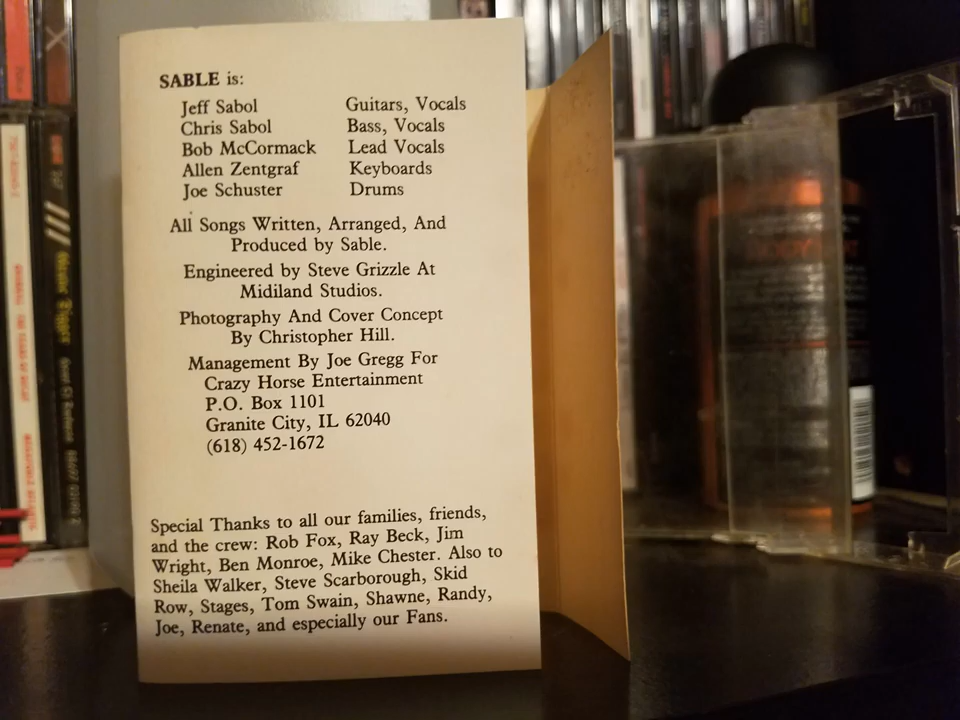 SABLE is:
Jeff Sabol Guitars, Vocals
Chris Sabol Bass, Vocals
Bob McCormack Lead Vocals
Allen Zentgraf Keyboards
Joe Schuster Drums
All Songs Written, Arranged, And
Produced by Sable.
Engineered by Steve Grizzle At
Midiland Studios.
Photography And Cover Concept
By Christopher Hill.
Management By Joe Gregg For
Crazy Horse Entertainment
P.O. Box 1101
Granite City, IL 62040
(618) 452-1672
Special Thanks to all our families, friends,
and the crew: Rob Fox, Ray Beck, Jim
Wright, Ben Monroe, Mike Chester. Also to
Sheila Walker, Steve Scarborough, Skid
Row, Stages, Tom Swain, Shawne, Randy,
Joe, Renate, and especially our Fans.